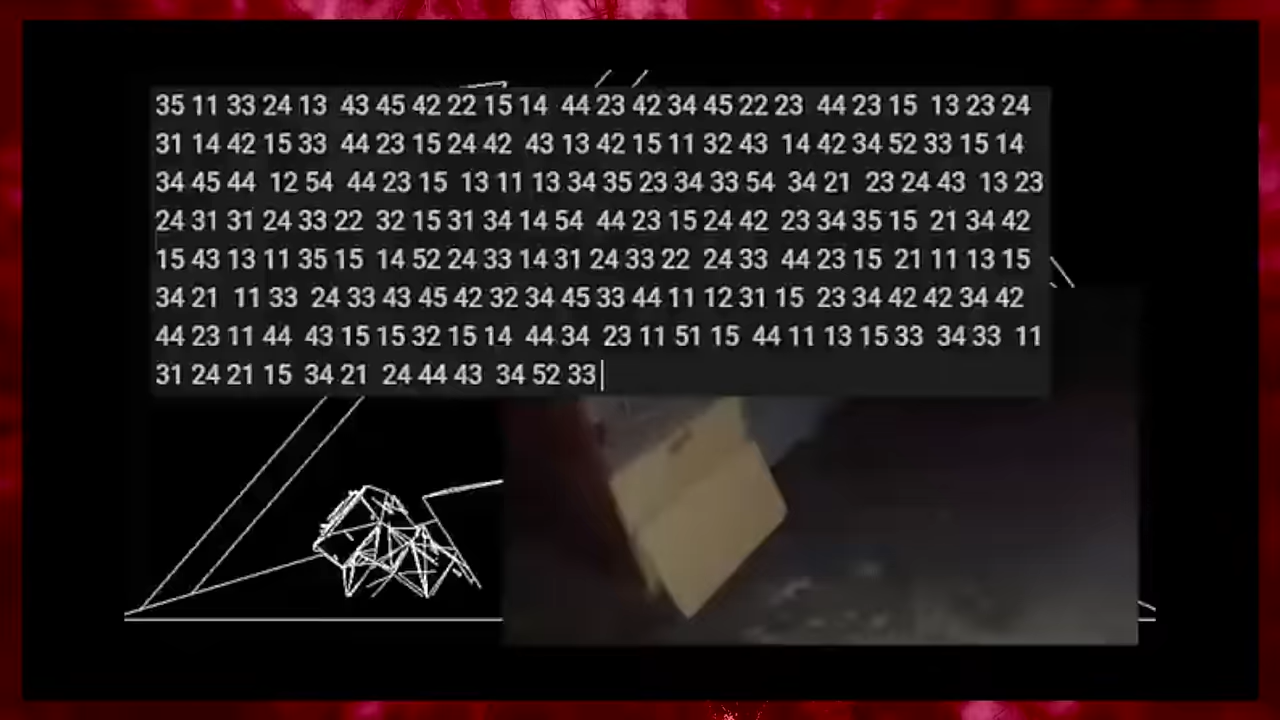 35 11 33 24 13  43 45 42 22 15 14  44 23 42 34 45 22 23  44 23 15  13 23 24
31 14 42 15 33  44 23 15 24 42  43 13 42 15 11 32 43  14 42 34 52 33 15 14
34 45 44  12 54  44 23 15  13 11 13 34 35 23 34 33 54  34 21  23 24 43  13 23
24 31 31 24 33 22  32 15 31 34 14 54  44 23 15 24 42  23 34 35 15  21 34 42
15 43 13 11 35 15  14 52 24 33 14 31 24 33 22  24 33  44 23 15  21 11 13 15
34 21  11 33  24 33 43 45 42 32 34 45 33 44 11 12 31 15  23 34 42 42 34 42
44 23 11 44  43 15 15 32 15 14  44 34  23 11 51 15  44 11 13 15 33  34 33  11
31 24 21 15  34 21  24 44 43  34 52 33